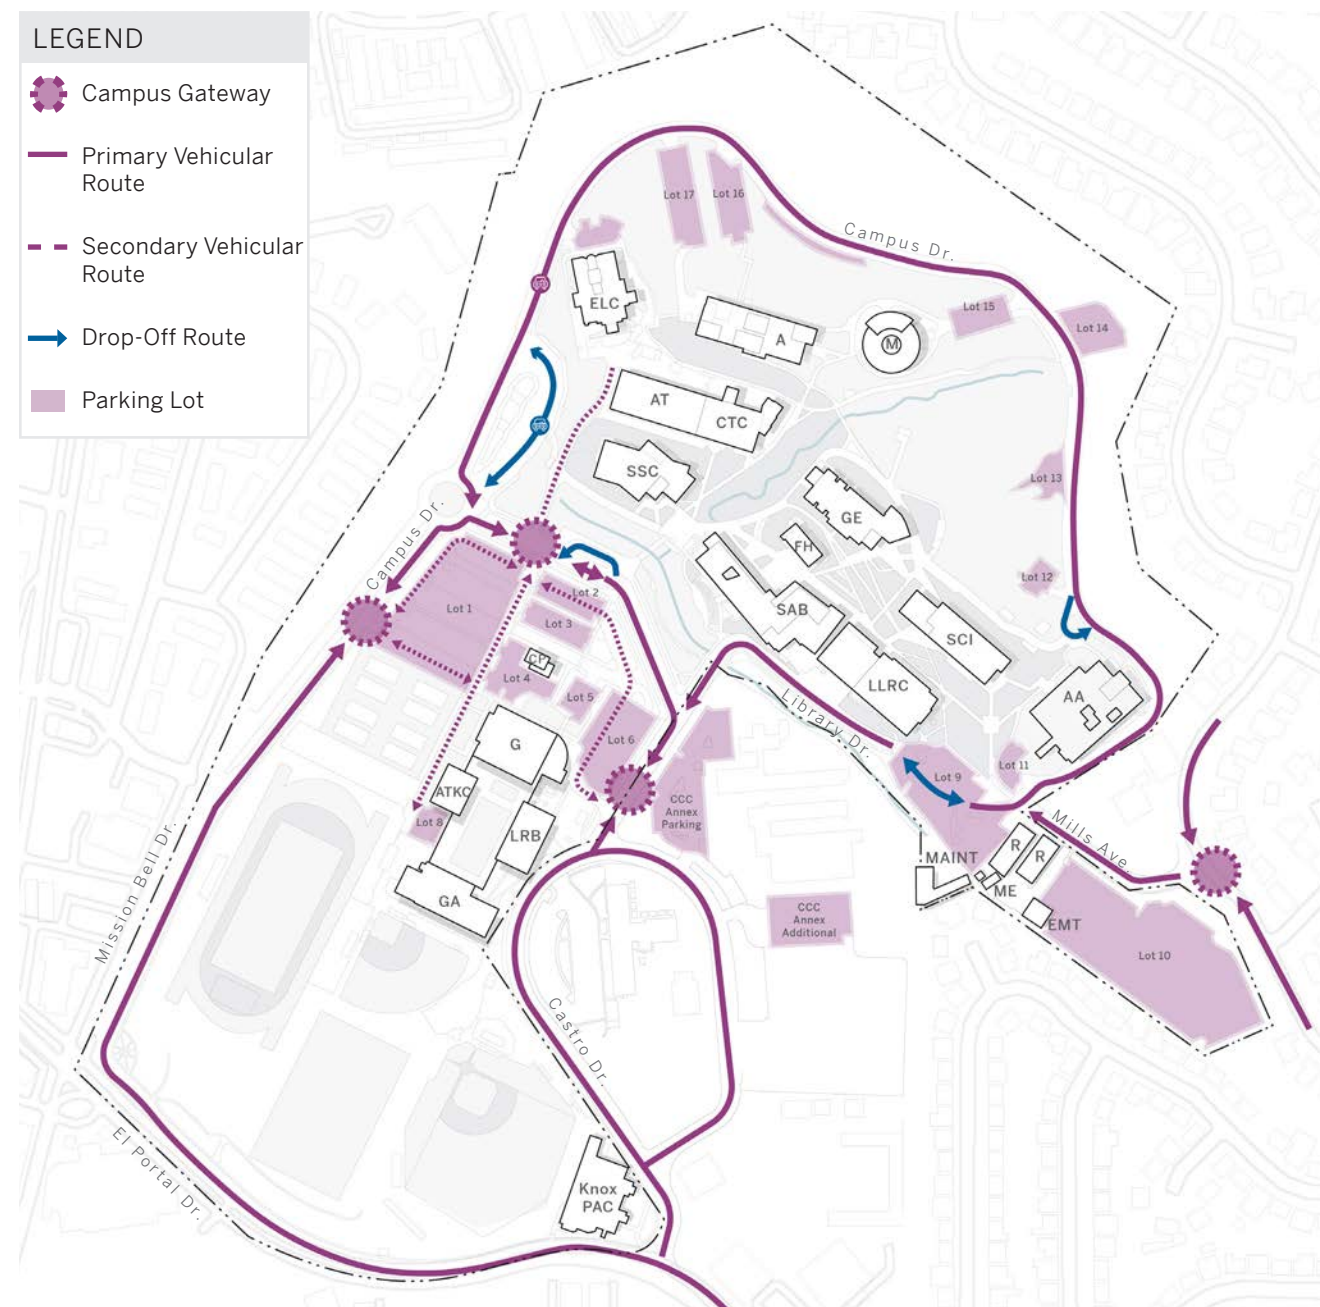 LEGEND
Campus Gateway
Primary Vehicular
Route
Secondary Vehicular
Route
Drop-Off Route
Parking Lot
Lot 17
Lot 16
Campus Dr.
ELC
A
M
Lot 15
Lot 14
AT
CTC
SSC
GE
Lot 13
FH
Campus Dr.
Lot 12
Lot 1
Lot 2
Lot 3
SAB
SCI
CP
Lot 4
Lot 5
LLRC
AA
Library Dr.
G
Lot 6
Lot 11
Lot 9
ATKC
CCC
Annex
Parking
Lot 8
LRB
Mills Ave.
R
R
MAINT
ME
Mission Bell Dr.
GA
CCC
Annex
Additional
EMT
Lot 10
Castro Dr.
El Portal Dr.
Knox
PAC